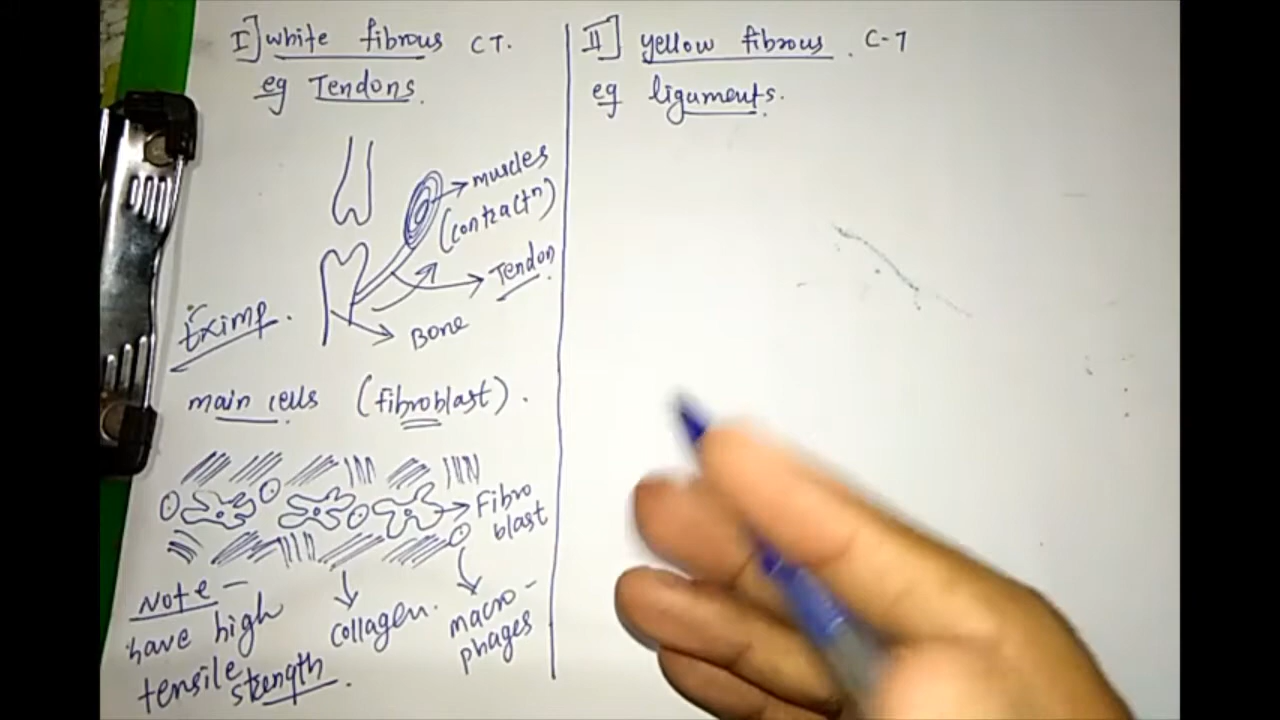 I] white fibrous CT.
eg Tendons.
muscles
(contractⁿ)
Tendon
Bone
main cells (fibroblast).
Fibro
blast
collagen.
macro-
phages
Note -
have high
tensile
strength.
II] yellow fibrous. C-T
eg ligaments.